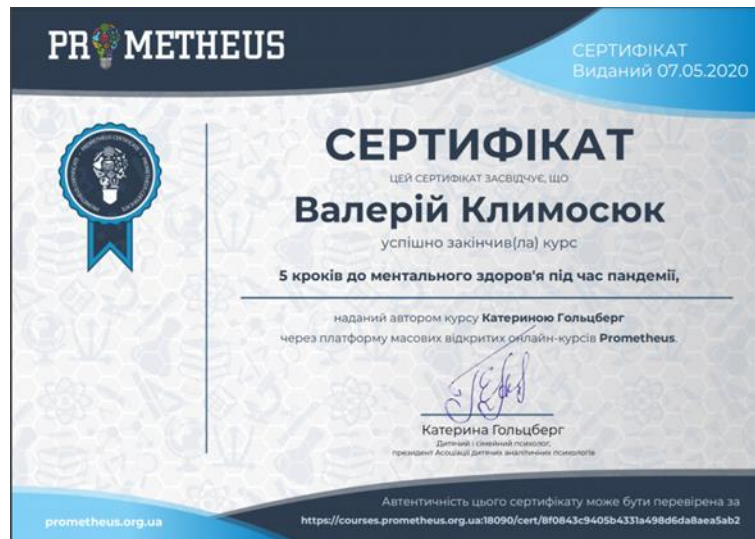 PROMETHEUS
СЕРТИФІКАТ
Виданий 07.05.2020
PROMETHEUS CERTIFICATE
СЕРТИФІКАТ
ЦЕЙ СЕРТИФІКАТ ЗАСВІДЧУЄ, ЩО
Валерій Климосюк
успішно закінчив(ла) курс
5 кроків до ментального здоров'я під час пандемії,
наданий автором курсу Катериною Гольцберг
через платформу масових відкритих онлайн-курсів Prometheus.
Катерина Гольцберг
Дитячий і сімейний психолог,
президент Асоціації дитячих аналітичних психологів
Автентичність цього сертифікату може бути перевірена за
prometheus.org.ua
https://courses.prometheus.org.ua:18090/cert/8f0843c9405b4331a498d6da8aea5ab2